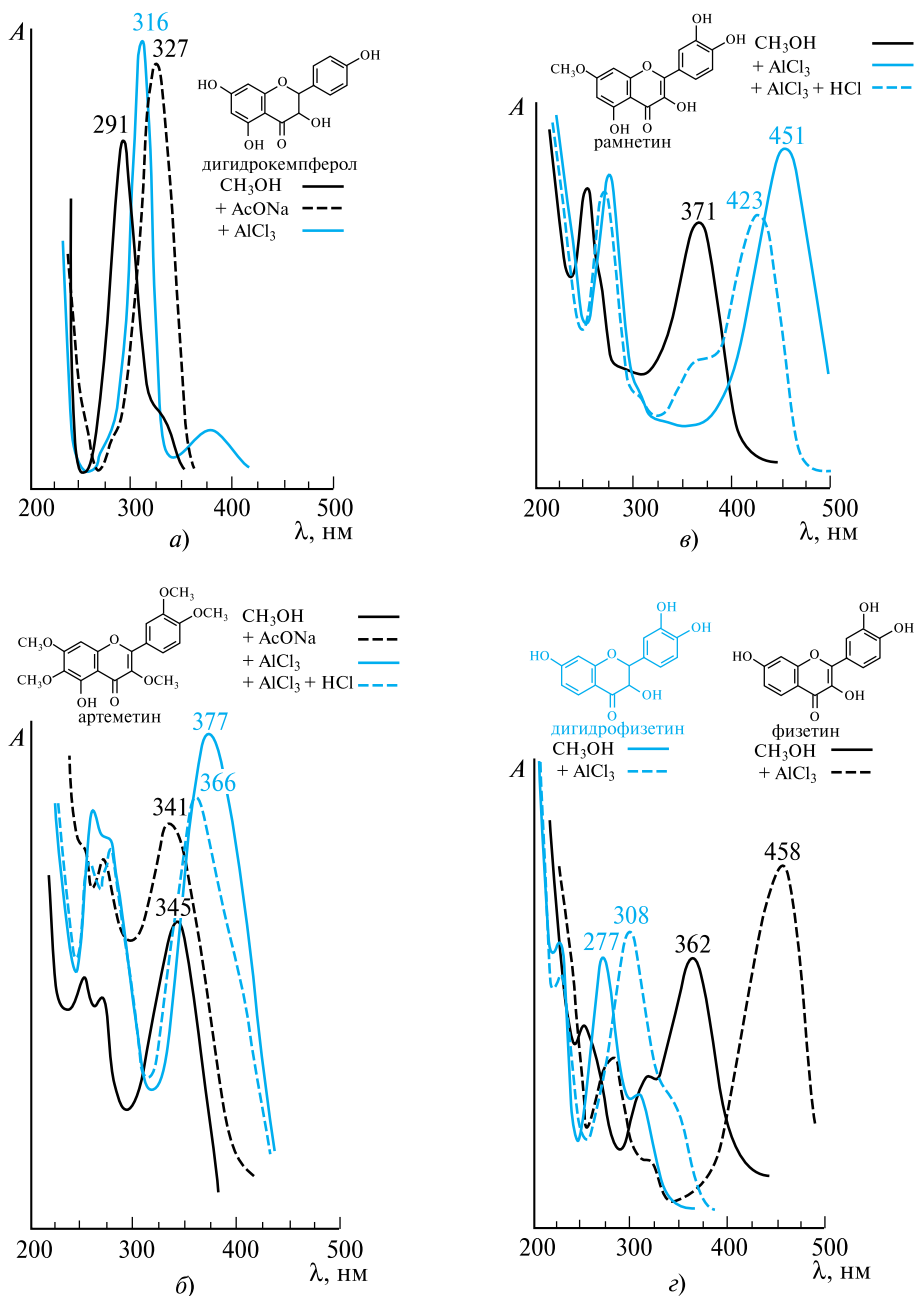 A
316
327
291
OH
HO
O
OH
OH
O
дигидрокемпферол
CH₃OH
+ AcONa
+ AlCl₃
200
300
400
500
λ, нм
а)
OH
OH
CH₃O
O
OH
OH
O
рамнетин
CH₃OH
+ AlCl₃
+ AlCl₃ + HCl
A
451
423
371
200
300
400
500
λ, нм
в)
OCH₃
OCH₃
CH₃O
O
CH₃O
OCH₃
OH
O
артеметин
CH₃OH
+ AcONa
+ AlCl₃
+ AlCl₃ + HCl
A
377
366
341
345
200
300
400
500
λ, нм
б)
OH
OH
HO
O
OH
O
дигидрофизетин
CH₃OH
+ AlCl₃
OH
OH
HO
O
OH
O
физетин
CH₃OH
+ AlCl₃
A
458
308
277
362
200
300
400
500
λ, нм
г)